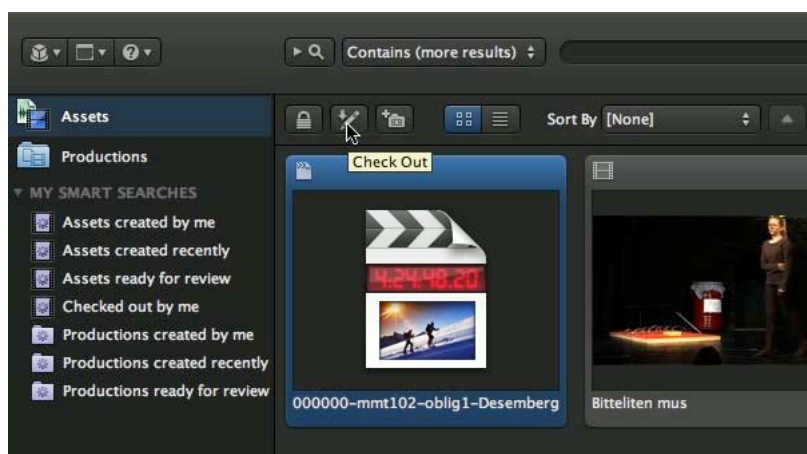 Contains (more results)
Assets
Sort By [None]
Productions
Check Out
MY SMART SEARCHES
Assets created by me
Assets created recently
Assets ready for review
Checked out by me
Productions created by me
Productions created recently
Productions ready for review
4:24:48.20
000000-mmt102-oblig1-Desemberg
Bitteliten mus